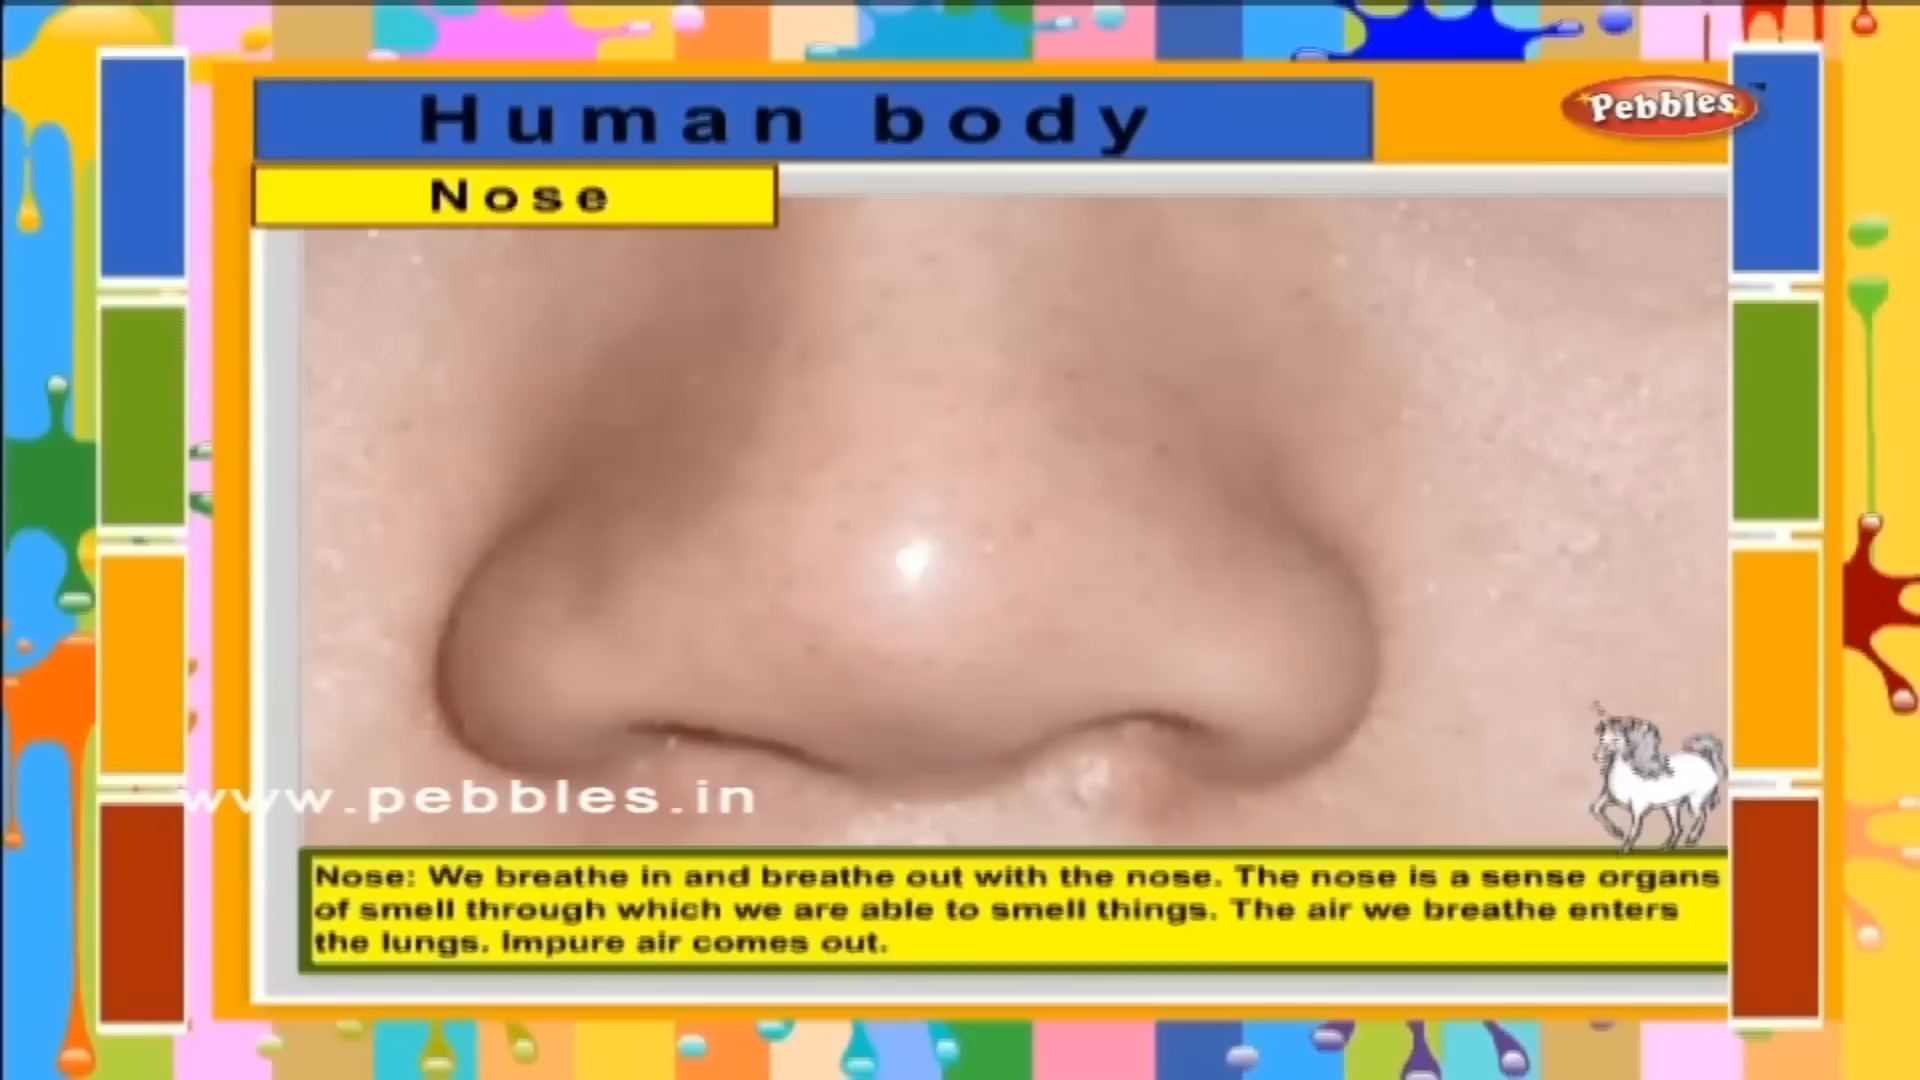 Human body
Pebbles
Nose
www.pebbles.in
Nose: We breathe in and breathe out with the nose. The nose is a sense organs
of smell through which we are able to smell things. The air we breathe enters
the lungs. Impure air comes out.